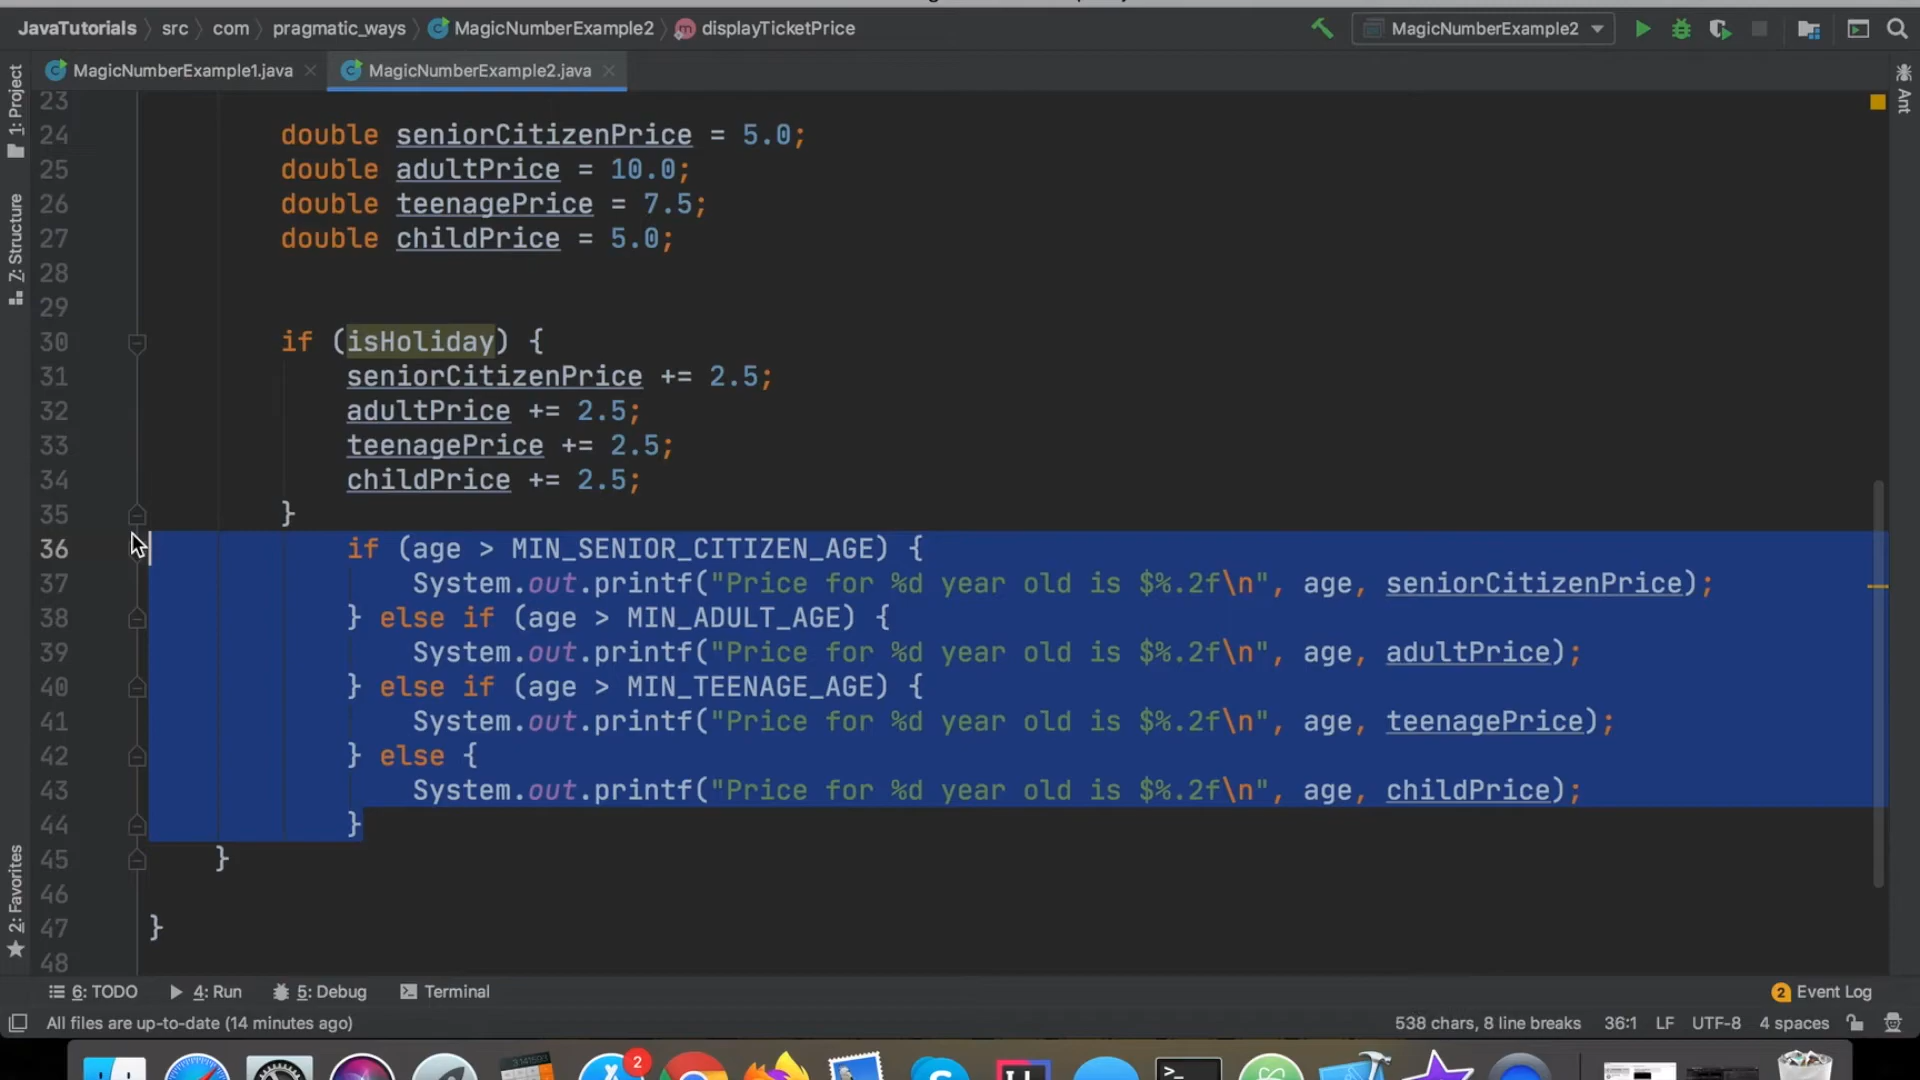 JavaTutorials src com pragmatic_ways MagicNumberExample2 displayTicketPrice MagicNumberExample2
MagicNumberExample1.java MagicNumberExample2.java
1: Project
7: Structure
2: Favorites
Ant
23
24 double seniorCitizenPrice = 5.0;
25 double adultPrice = 10.0;
26 double teenagePrice = 7.5;
27 double childPrice = 5.0;
28
29
30 if (isHoliday) {
31 seniorCitizenPrice += 2.5;
32 adultPrice += 2.5;
33 teenagePrice += 2.5;
34 childPrice += 2.5;
35 }
36 if (age > MIN_SENIOR_CITIZEN_AGE) {
37 System.out.printf("Price for %d year old is $%.2f\n", age, seniorCitizenPrice);
38 } else if (age > MIN_ADULT_AGE) {
39 System.out.printf("Price for %d year old is $%.2f\n", age, adultPrice);
40 } else if (age > MIN_TEENAGE_AGE) {
41 System.out.printf("Price for %d year old is $%.2f\n", age, teenagePrice);
42 } else {
43 System.out.printf("Price for %d year old is $%.2f\n", age, childPrice);
44 }
45 }
46
47 }
48
6: TODO 4: Run 5: Debug Terminal 2 Event Log
All files are up-to-date (14 minutes ago) 538 chars, 8 line breaks 36:1 LF UTF-8 4 spaces
2